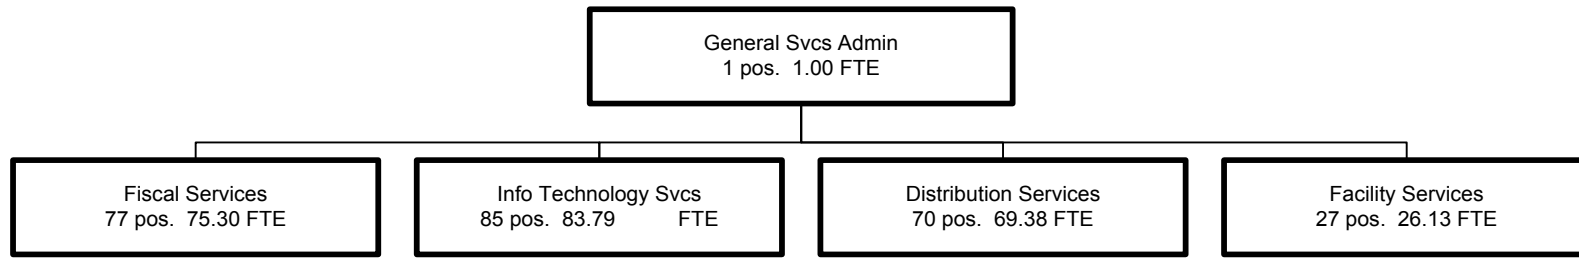 General Svcs Admin
1 pos.  1.00 FTE
Fiscal Services
77 pos.  75.30 FTE
Info Technology Svcs
85 pos.  83.79 FTE
Distribution Services
70 pos.  69.38 FTE
Facility Services
27 pos.  26.13 FTE